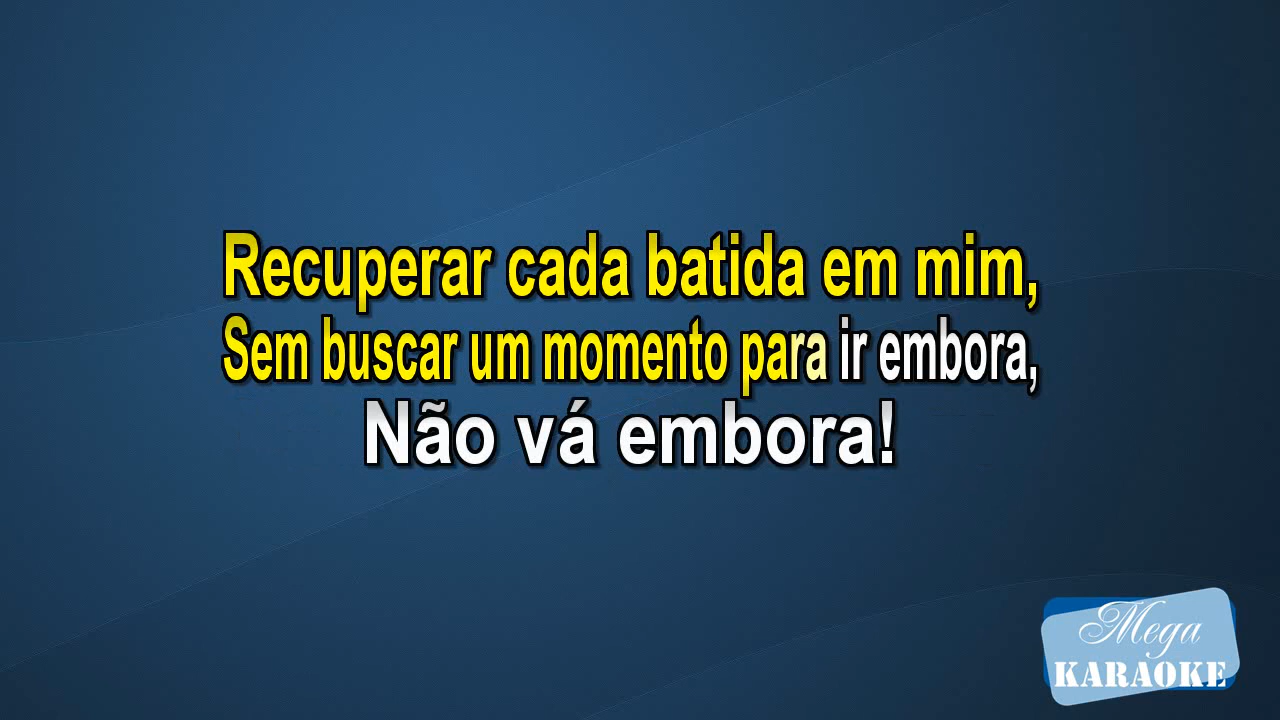 Recuperar cada batida em mim,
Sem buscar um momento para ir embora,
Não vá embora!
Mega
KARAOKE